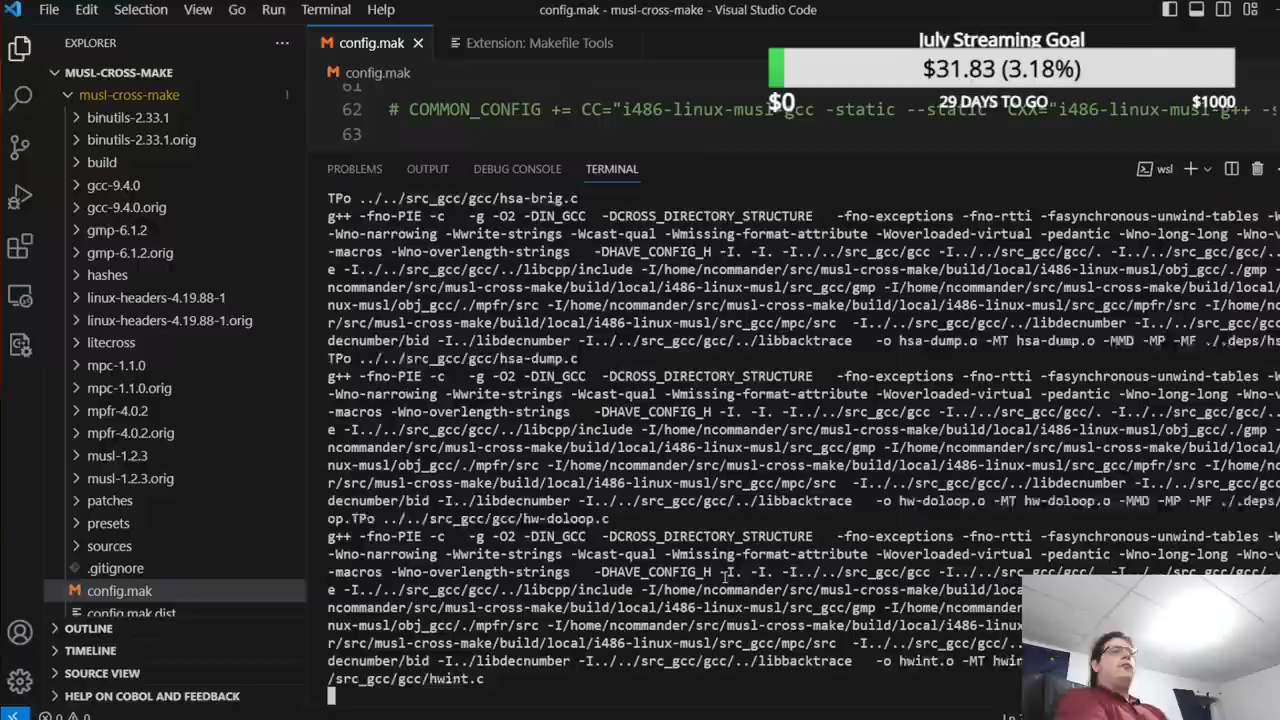 File Edit Selection View Go Run Terminal Help
config.mak - musl-cross-make - Visual Studio Code
EXPLORER
config.mak
Extension: Makefile Tools
July Streaming Goal
$31.83 (3.18%)
$0
29 DAYS TO GO
$1000
MUSL-CROSS-MAKE
musl-cross-make
binutils-2.33.1
binutils-2.33.1.orig
build
gcc-9.4.0
gcc-9.4.0.orig
gmp-6.1.2
gmp-6.1.2.orig
hashes
linux-headers-4.19.88-1
linux-headers-4.19.88-1.orig
litecross
mpc-1.1.0
mpc-1.1.0.orig
mpfr-4.0.2
mpfr-4.0.2.orig
musl-1.2.3
musl-1.2.3.orig
patches
presets
sources
.gitignore
config.mak
config.mak.dist
OUTLINE
TIMELINE
SOURCE VIEW
HELP ON COBOL AND FEEDBACK
0 0
config.mak
61
62 # COMMON_CONFIG += CC="i486-linux-musl-gcc -static --static" CXX="i486-linux-musl-g++ -s
63
PROBLEMS OUTPUT DEBUG CONSOLE TERMINAL
wsl
TPo ../../src_gcc/gcc/hsa-brig.c
g++ -fno-PIE -c -g -O2 -DIN_GCC -DCROSS_DIRECTORY_STRUCTURE -fno-exceptions -fno-rtti -fasynchronous-unwind-tables -W
-Wno-narrowing -Wwrite-strings -Wcast-qual -Wmissing-format-attribute -Woverloaded-virtual -pedantic -Wno-long-long -Wno-v
-macros -Wno-overlength-strings -DHAVE_CONFIG_H -I. -I. -I../../src_gcc/gcc -I../../src_gcc/gcc/. -I../../src_gcc/gcc/../includ
e -I../../src_gcc/gcc/../libcpp/include -I/home/ncommander/src/musl-cross-make/build/local/i486-linux-musl/obj_gcc/./gmp -
ncommander/src/musl-cross-make/build/local/i486-linux-musl/src_gcc/gmp -I/home/ncommander/src/musl-cross-make/build/local/i486-li
nux-musl/obj_gcc/./mpfr/src -I/home/ncommander/src/musl-cross-make/build/local/i486-linux-musl/src_gcc/mpfr/src -I/home/n
r/src/musl-cross-make/build/local/i486-linux-musl/src_gcc/mpc/src -I../../src_gcc/gcc/../libdecnumber -I../../src_gcc/gcc
decnumber/bid -I../libdecnumber -I../../src_gcc/gcc/../libbacktrace -o hsa-dump.o -MT hsa-dump.o -MMD -MP -MF ./.deps/hs
TPo ../../src_gcc/gcc/hsa-dump.c
g++ -fno-PIE -c -g -O2 -DIN_GCC -DCROSS_DIRECTORY_STRUCTURE -fno-exceptions -fno-rtti -fasynchronous-unwind-tables -W
-Wno-narrowing -Wwrite-strings -Wcast-qual -Wmissing-format-attribute -Woverloaded-virtual -pedantic -Wno-long-long -Wno-v
-macros -Wno-overlength-strings -DHAVE_CONFIG_H -I. -I. -I../../src_gcc/gcc -I../../src_gcc/gcc/. -I../../src_gcc/gcc/
e -I../../src_gcc/gcc/../libcpp/include -I/home/ncommander/src/musl-cross-make/build/local/i486-linux-musl/obj_gcc/./gmp -
ncommander/src/musl-cross-make/build/local/i486-linux-musl/src_gcc/gmp -I/home/ncommander/src/musl-cross-make/build/local
nux-musl/obj_gcc/./mpfr/src -I/home/ncommander/src/musl-cross-make/build/local/i486-linux-musl/src_gcc/mpfr/src -I/home/n
r/src/musl-cross-make/build/local/i486-linux-musl/src_gcc/mpc/src -I../../src_gcc/gcc/../libdecnumber -I../../src_gcc/gcc
decnumber/bid -I../libdecnumber -I../../src_gcc/gcc/../libbacktrace -o hw-doloop.o -MT hw-doloop.o -MMD -MP -MF ./.deps
op.TPo ../../src_gcc/gcc/hw-doloop.c
g++ -fno-PIE -c -g -O2 -DIN_GCC -DCROSS_DIRECTORY_STRUCTURE -fno-exceptions -fno-rtti -fasynchronous-unwind-tables -W
-Wno-narrowing -Wwrite-strings -Wcast-qual -Wmissing-format-attribute -Woverloaded-virtual -pedantic -Wno-long-long -Wno-v
-macros -Wno-overlength-strings -DHAVE_CONFIG_H -I. -I. -I../../src_gcc/gcc
e -I../../src_gcc/gcc/../libcpp/include -I/home/ncommander/src/musl-cross-ma
ncommander/src/musl-cross-make/build/local/i486-linux-musl/src_gcc/gmp -I/home
nux-musl/obj_gcc/./mpfr/src -I/home/ncommander/src/musl-cross-make/build/loc
r/src/musl-cross-make/build/local/i486-linux-musl/src_gcc/mpc/src -I../../src_gcc
decnumber/bid -I../libdecnumber -I../../src_gcc/gcc/../libbacktrace -o hwint.o -MT hwin
/src_gcc/gcc/hwint.c